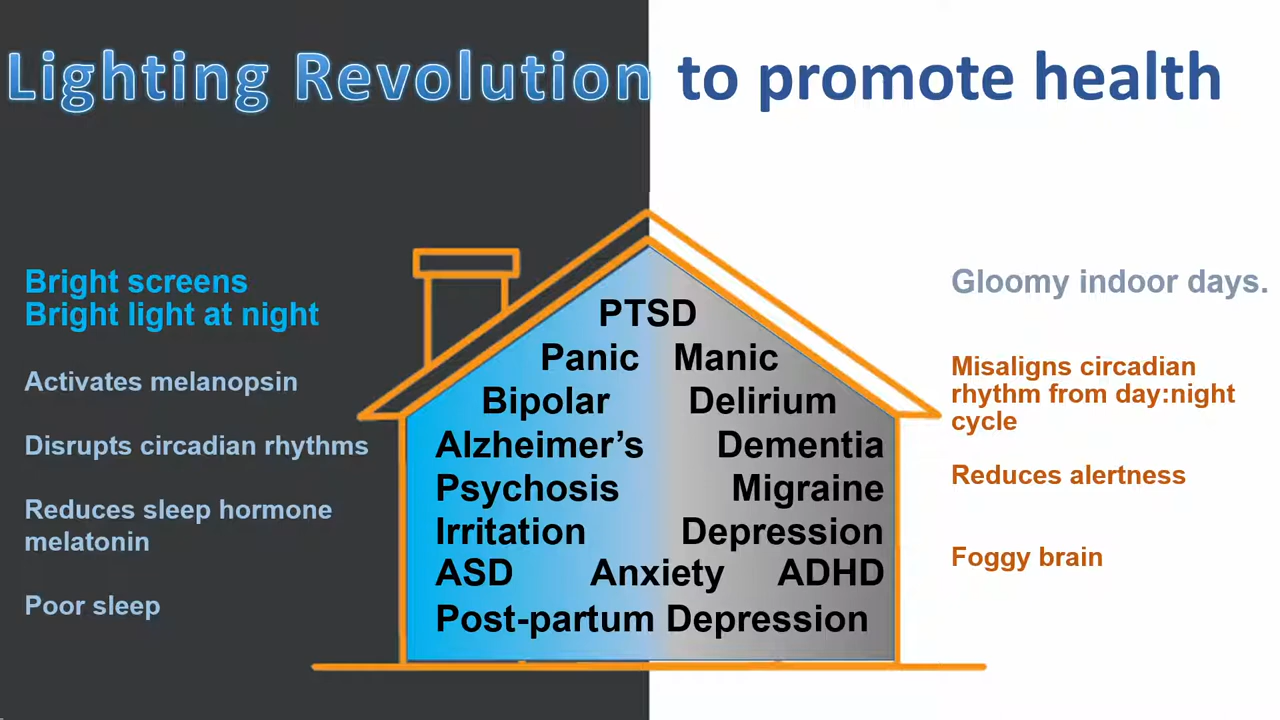 Lighting Revolution to promote health
Bright screens
Bright light at night
Activates melanopsin
Disrupts circadian rhythms
Reduces sleep hormone
melatonin
Poor sleep
PTSD
Panic Manic
Bipolar Delirium
Alzheimer’s Dementia
Psychosis Migraine
Irritation Depression
ASD Anxiety ADHD
Post-partum Depression
Gloomy indoor days.
Misaligns circadian
rhythm from day:night
cycle
Reduces alertness
Foggy brain